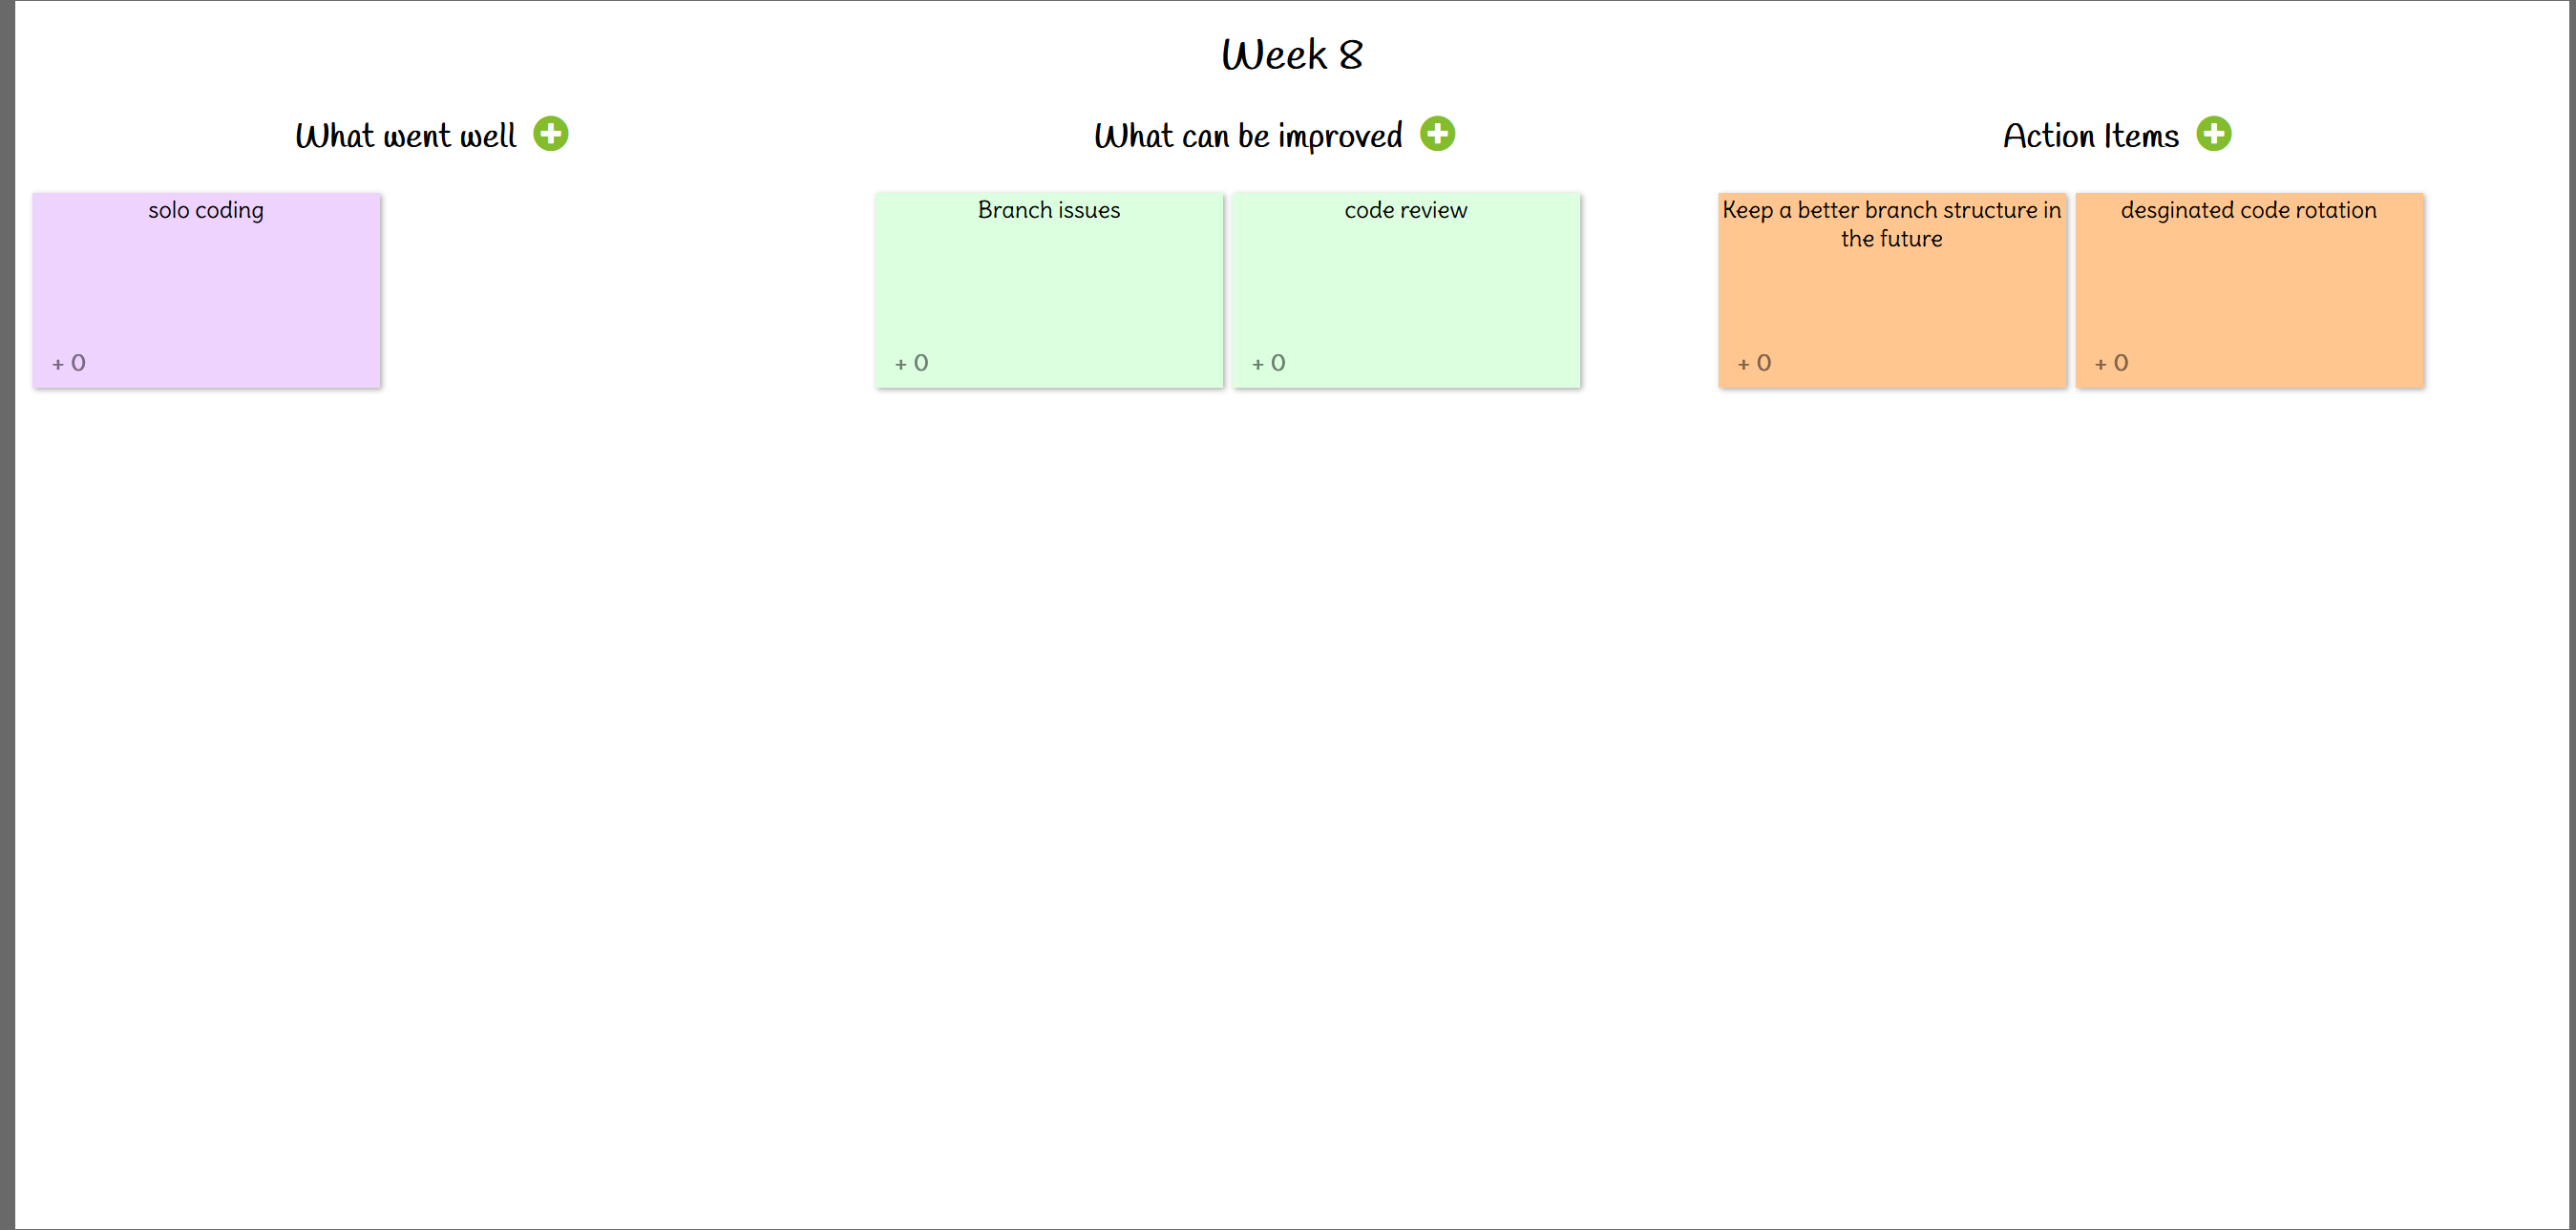 Week 8
What went well
What can be improved
Action Items
solo coding
+ 0
Branch issues
+ 0
code review
+ 0
Keep a better branch structure in
the future
+ 0
desginated code rotation
+ 0